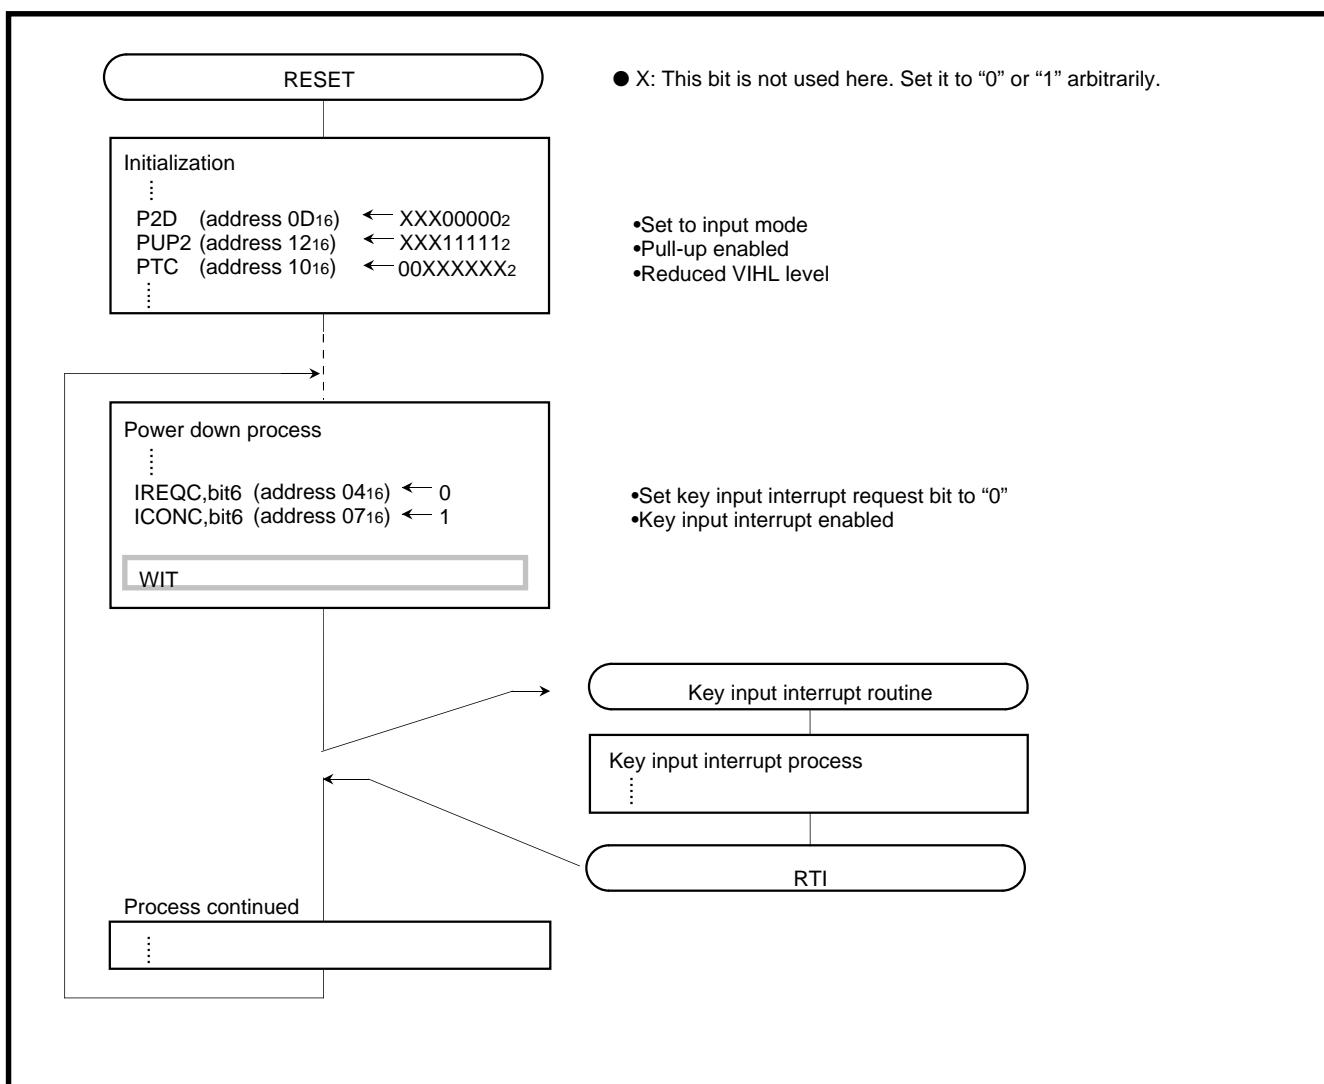 RESET
● X: This bit is not used here. Set it to “0” or “1” arbitrarily.
Initialization
P2D (address 0D16) ← XXX000002
PUP2 (address 1216) ← XXX111112
PTC (address 1016) ← 00XXXXXX2
•Set to input mode
•Pull-up enabled
•Reduced VIHL level
Power down process
IREQC,bit6 (address 0416) ← 0
ICONC,bit6 (address 0716) ← 1
•Set key input interrupt request bit to “0”
•Key input interrupt enabled
WIT
Key input interrupt routine
Key input interrupt process
RTI
Process continued